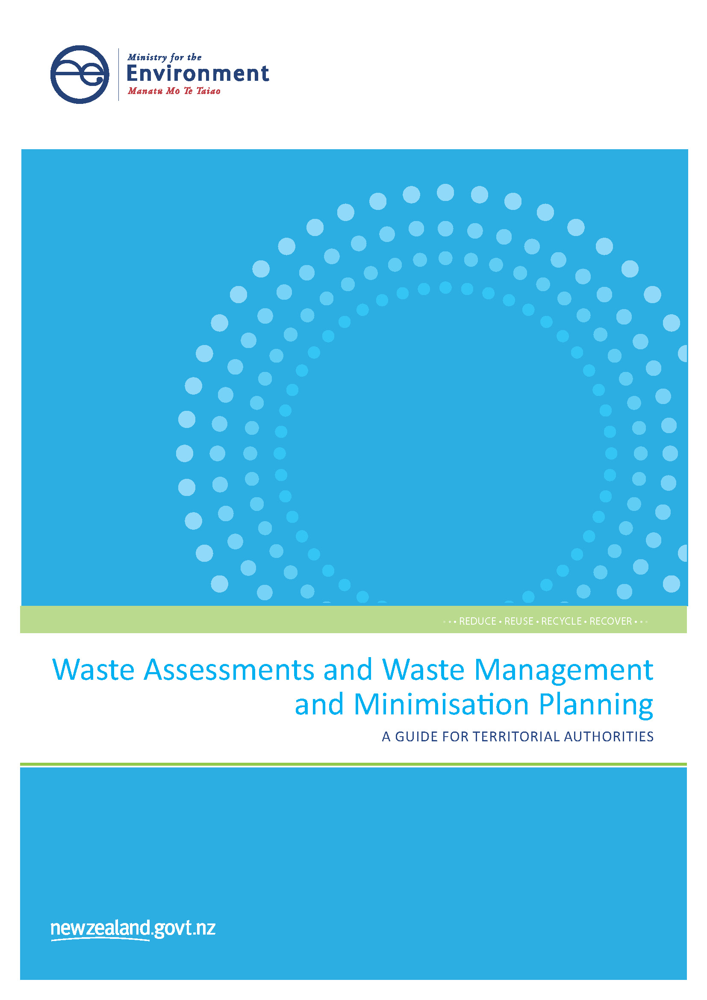 Ministry for the
Environment
Manatū Mō Te Taiao
• • • REDUCE • REUSE • RECYCLE • RECOVER • • •
Waste Assessments and Waste Management
and Minimisation Planning
A GUIDE FOR TERRITORIAL AUTHORITIES
newzealand.govt.nz